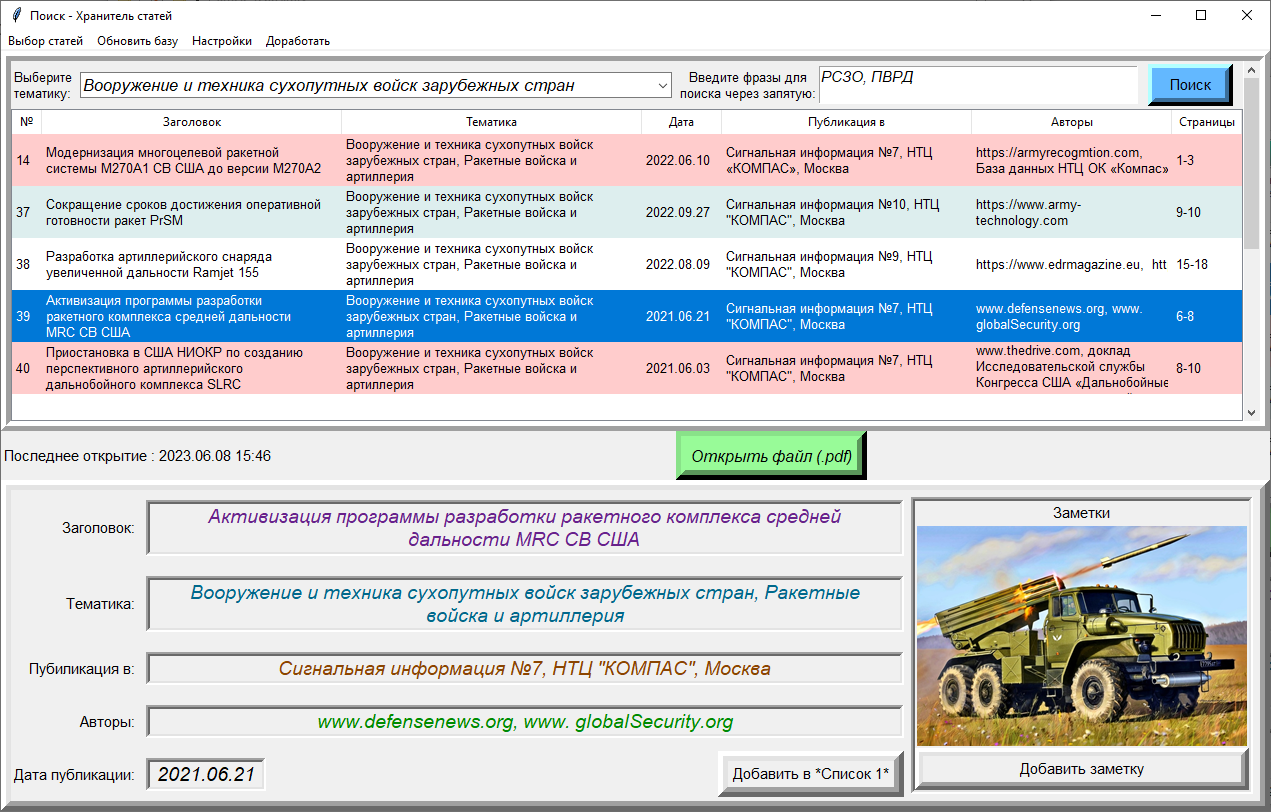 Поиск - Хранитель статей
Выбор статей Обновить базу Настройки Доработать
Выберите
тематику:
Вооружение и техника сухопутных войск зарубежных стран
Введите фразы для
поиска через запятую:
РСЗО, ПВРД
Поиск
№ Заголовок Тематика Дата Публикация в Авторы Страницы
14
Модернизация многоцелевой ракетной
системы M270A1 СВ США до версии M270A2
Вооружение и техника сухопутных войск
зарубежных стран, Ракетные войска и
артиллерия
2022.06.10
Сигнальная информация №7, НТЦ
«КОМПАС», Москва
https://armyrecogmtion.com,
База данных НТЦ ОК «Компас»
1-3
37
Сокращение сроков достижения оперативной
готовности ракет PrSM
Вооружение и техника сухопутных войск
зарубежных стран, Ракетные войска и
артиллерия
2022.09.27
Сигнальная информация №10, НТЦ
"КОМПАС", Москва
https://www.army-
technology.com
9-10
38
Разработка артиллерийского снаряда
увеличенной дальности Ramjet 155
Вооружение и техника сухопутных войск
зарубежных стран, Ракетные войска и
артиллерия
2022.08.09
Сигнальная информация №9, НТЦ
"КОМПАС", Москва
https://www.edrmagazine.eu, htt
15-18
39
Активизация программы разработки
ракетного комплекса средней дальности
MRC СВ США
Вооружение и техника сухопутных войск
зарубежных стран, Ракетные войска и
артиллерия
2021.06.21
Сигнальная информация №7, НТЦ
"КОМПАС", Москва
www.defensenews.org, www.
globalSecurity.org
6-8
40
Приостановка в США НИОКР по созданию
перспективного артиллерийского
дальнобойного комплекса SLRC
Вооружение и техника сухопутных войск
зарубежных стран, Ракетные войска и
артиллерия
2021.06.03
Сигнальная информация №7, НТЦ
"КОМПАС", Москва
www.thedrive.com, доклад
Исследовательской службы
Конгресса США «Дальнобойные
8-10
Последнее открытие : 2023.06.08 15:46
Открыть файл (.pdf)
Заголовок:
Активизация программы разработки ракетного комплекса средней
дальности MRC СВ США
Тематика:
Вооружение и техника сухопутных войск зарубежных стран, Ракетные
войска и артиллерия
Пубиликация в:
Сигнальная информация №7, НТЦ "КОМПАС", Москва
Авторы:
www.defensenews.org, www. globalSecurity.org
Дата публикации:
2021.06.21
Добавить в *Список 1*
Заметки
Добавить заметку